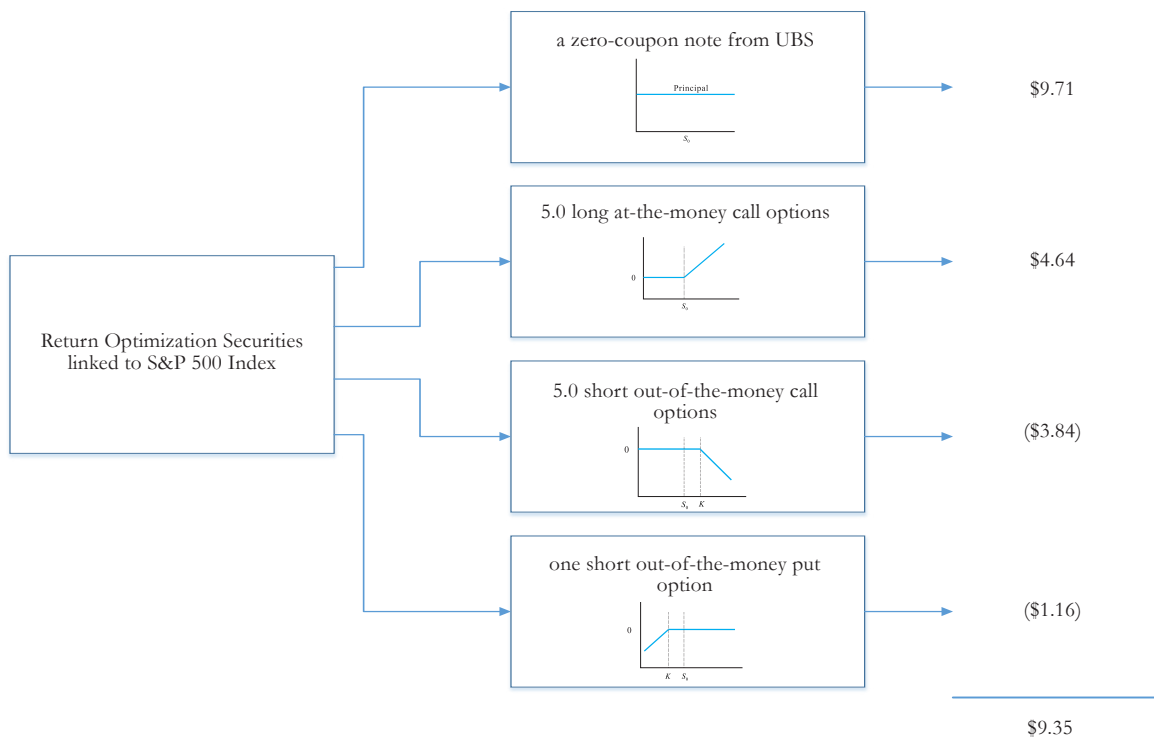 a zero-coupon note from UBS
Principal
S₀
$9.71
5.0 long at-the-money call options
0
S₀
$4.64
Return Optimization Securities
linked to S&P 500 Index
5.0 short out-of-the-money call
options
0
S₀ K
($3.84)
one short out-of-the-money put
option
0
K S₀
($1.16)
$9.35